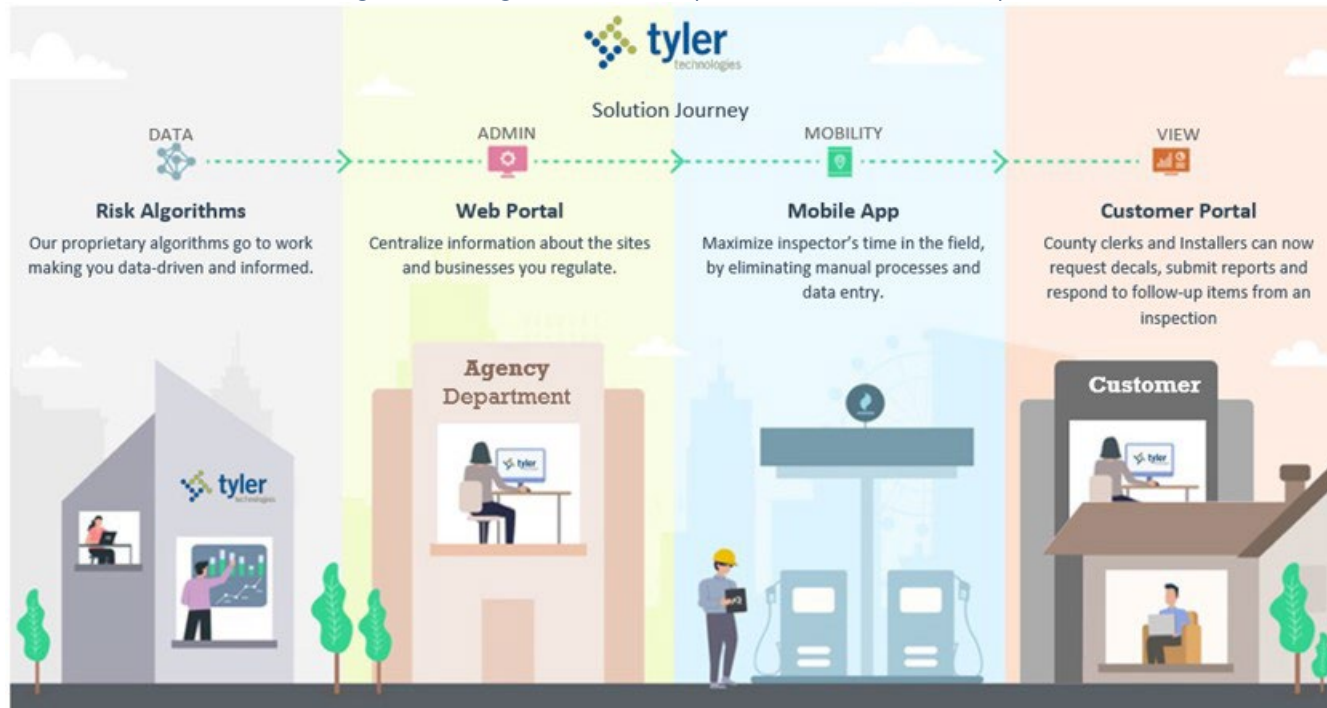 tyler
technologies
Solution Journey
DATA
ADMIN
MOBILITY
VIEW
Risk Algorithms
Our proprietary algorithms go to work
making you data-driven and informed.
Web Portal
Centralize information about the sites
and businesses you regulate.
Mobile App
Maximize inspector's time in the field,
by eliminating manual processes and
data entry.
Customer Portal
County clerks and Installers can now
request decals, submit reports and
respond to follow-up items from an
inspection
tyler
technologies
Agency
Department
tyler
Customer
tyler